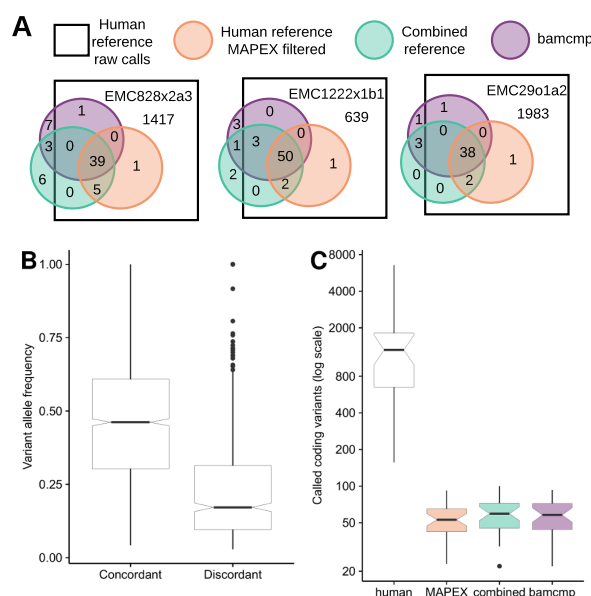 A
Human
reference
raw calls
Human reference
MAPEX filtered
Combined
reference
bamcmp
EMC828x2a3
1417
7
1
3
0
0
39
1
6
0
5
EMC1222x1b1
639
3
0
1
3
0
50
1
2
0
2
EMC29o1a2
1983
1
1
3
0
0
38
1
0
0
2
B
Variant allele frequency
1.00
0.75
0.50
0.25
0.00
Concordant
Discordant
C
Called coding variants (log scale)
8000
4000
2000
800
400
200
100
50
20
human
MAPEX
combined
bamcmp